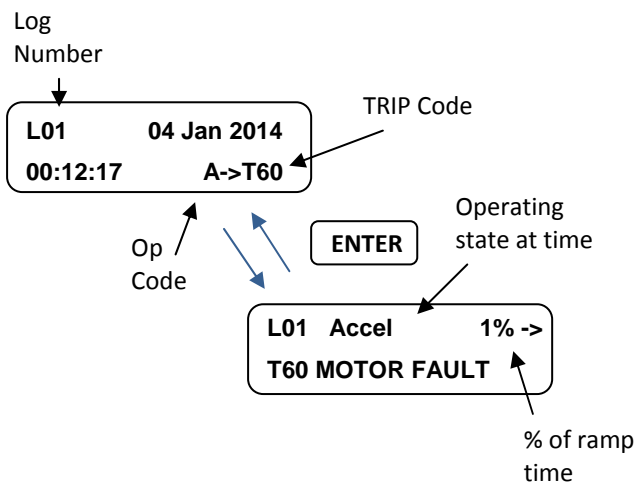 Log
Number
TRIP Code
L01 04 Jan 2014
00:12:17 A->T60
Op
Code
ENTER
Operating
state at time
L01 Accel 1% ->
T60 MOTOR FAULT
% of ramp
time